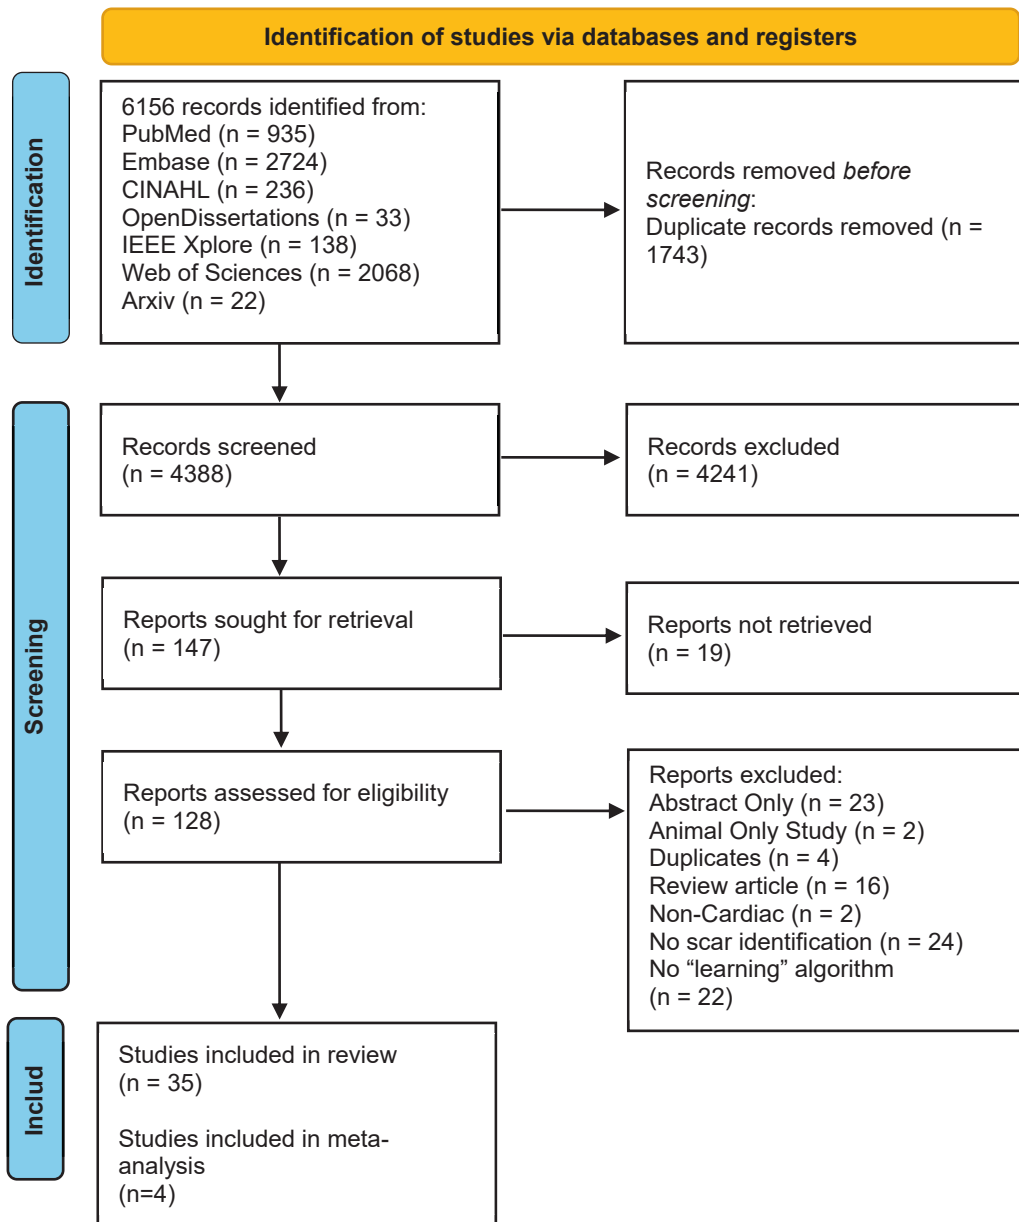 Identification of studies via databases and registers
Identification
6156 records identified from:
PubMed (n = 935)
Embase (n = 2724)
CINAHL (n = 236)
OpenDissertations (n = 33)
IEEE Xplore (n = 138)
Web of Sciences (n = 2068)
Arxiv (n = 22)
Records removed before
screening:
Duplicate records removed (n =
1743)
Screening
Records screened
(n = 4388)
Records excluded
(n = 4241)
Reports sought for retrieval
(n = 147)
Reports not retrieved
(n = 19)
Reports assessed for eligibility
(n = 128)
Reports excluded:
Abstract Only (n = 23)
Animal Only Study (n = 2)
Duplicates (n = 4)
Review article (n = 16)
Non-Cardiac (n = 2)
No scar identification (n = 24)
No “learning” algorithm
(n = 22)
Includ
Studies included in review
(n = 35)
Studies included in meta-
analysis
(n=4)